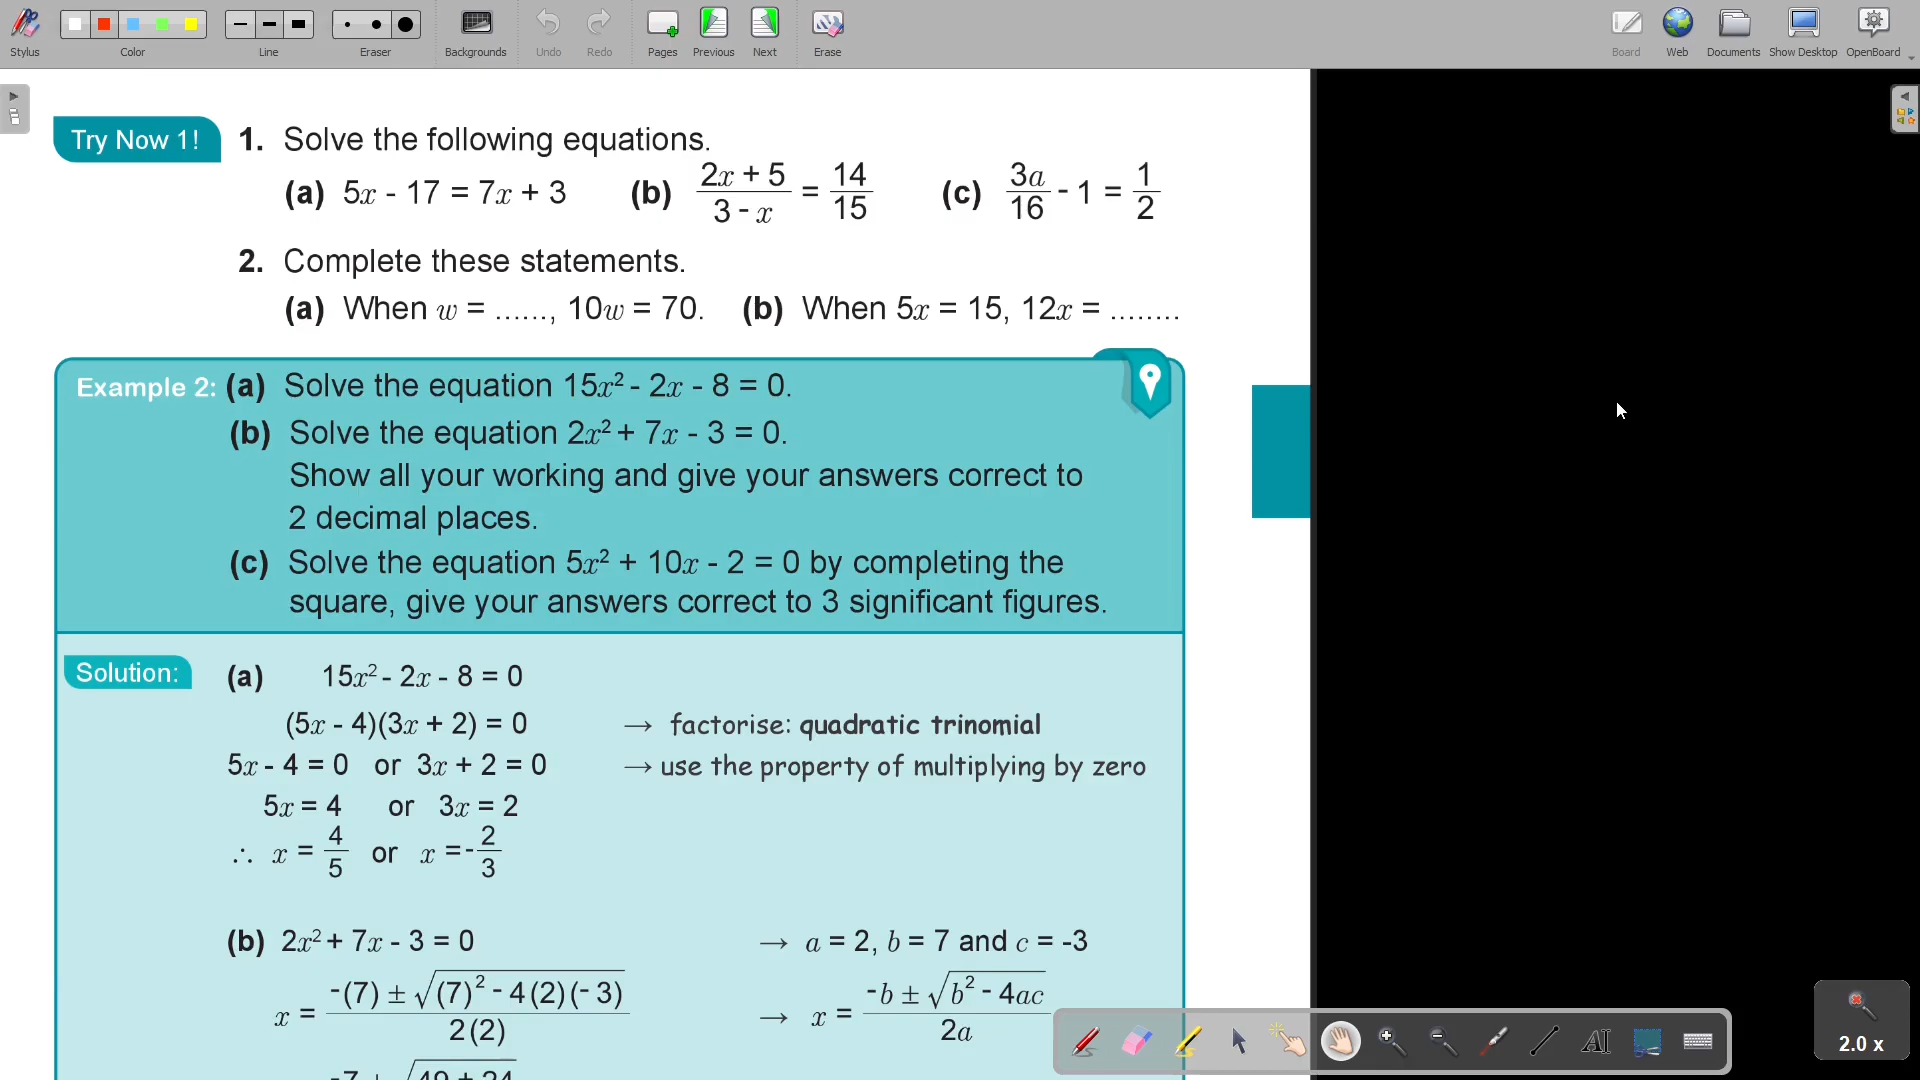 Stylus Color Line Eraser Backgrounds Undo Redo Pages Previous Next Erase Board Web Documents Show Desktop OpenBoard
Try Now 1! 1. Solve the following equations.
(a) 5x - 17 = 7x + 3 (b) (2x + 5)/(3 - x) = 14/15 (c) 3a/16 - 1 = 1/2
2. Complete these statements.
(a) When w = ......, 10w = 70. (b) When 5x = 15, 12x = ........
Example 2: (a) Solve the equation 15x² - 2x - 8 = 0.
(b) Solve the equation 2x² + 7x - 3 = 0.
Show all your working and give your answers correct to
2 decimal places.
(c) Solve the equation 5x² + 10x - 2 = 0 by completing the
square, give your answers correct to 3 significant figures.
Solution: (a) 15x² - 2x - 8 = 0
(5x - 4)(3x + 2) = 0 → factorise: quadratic trinomial
5x - 4 = 0 or 3x + 2 = 0 → use the property of multiplying by zero
5x = 4 or 3x = 2
∴ x = 4/5 or x = -2/3
(b) 2x² + 7x - 3 = 0 → a = 2, b = 7 and c = -3
x = (-(7) ± √((7)² - 4(2)(-3)))/(2(2)) → x = (-b ± √(b² - 4ac))/(2a)
-7 ± √(49 + 24)
2.0 x